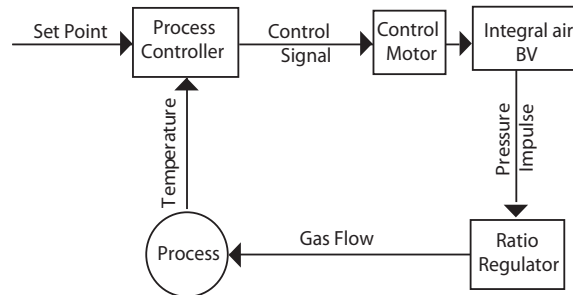 Set Point
Process
Controller
Control
Signal
Control
Motor
Integral air
BV
Temperature
Pressure
Impulse
Process
Gas Flow
Ratio
Regulator